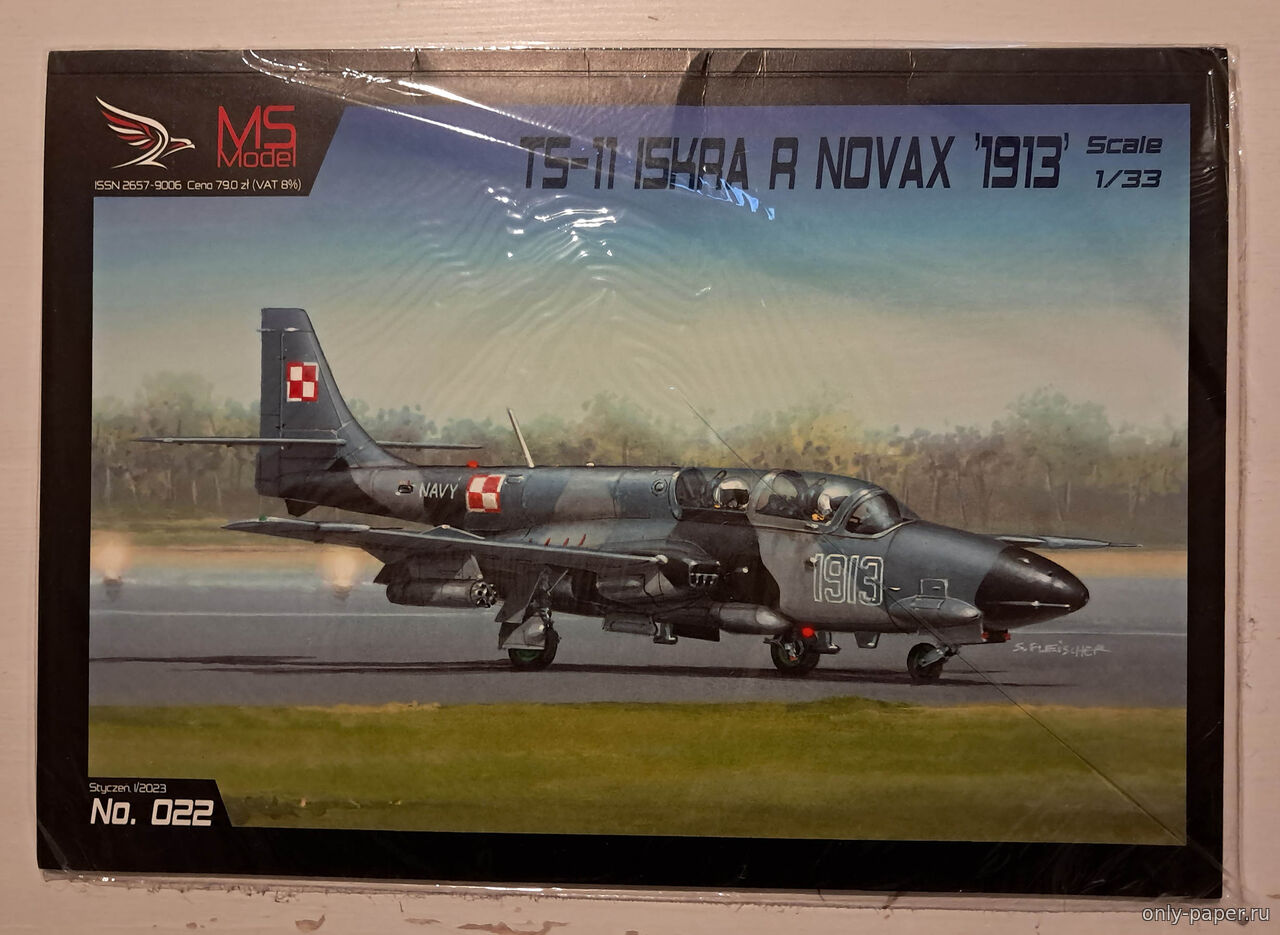 MS
Model
ISSN 2657-9006 Cena 79.0 zł (VAT 8%)
TS-11 ISKRA R NOVAX '1913'
Scale
1/33
NAVY
1913
S. FLEISCHER
Styczeń, 1/2023
No. 022
only-paper.ru